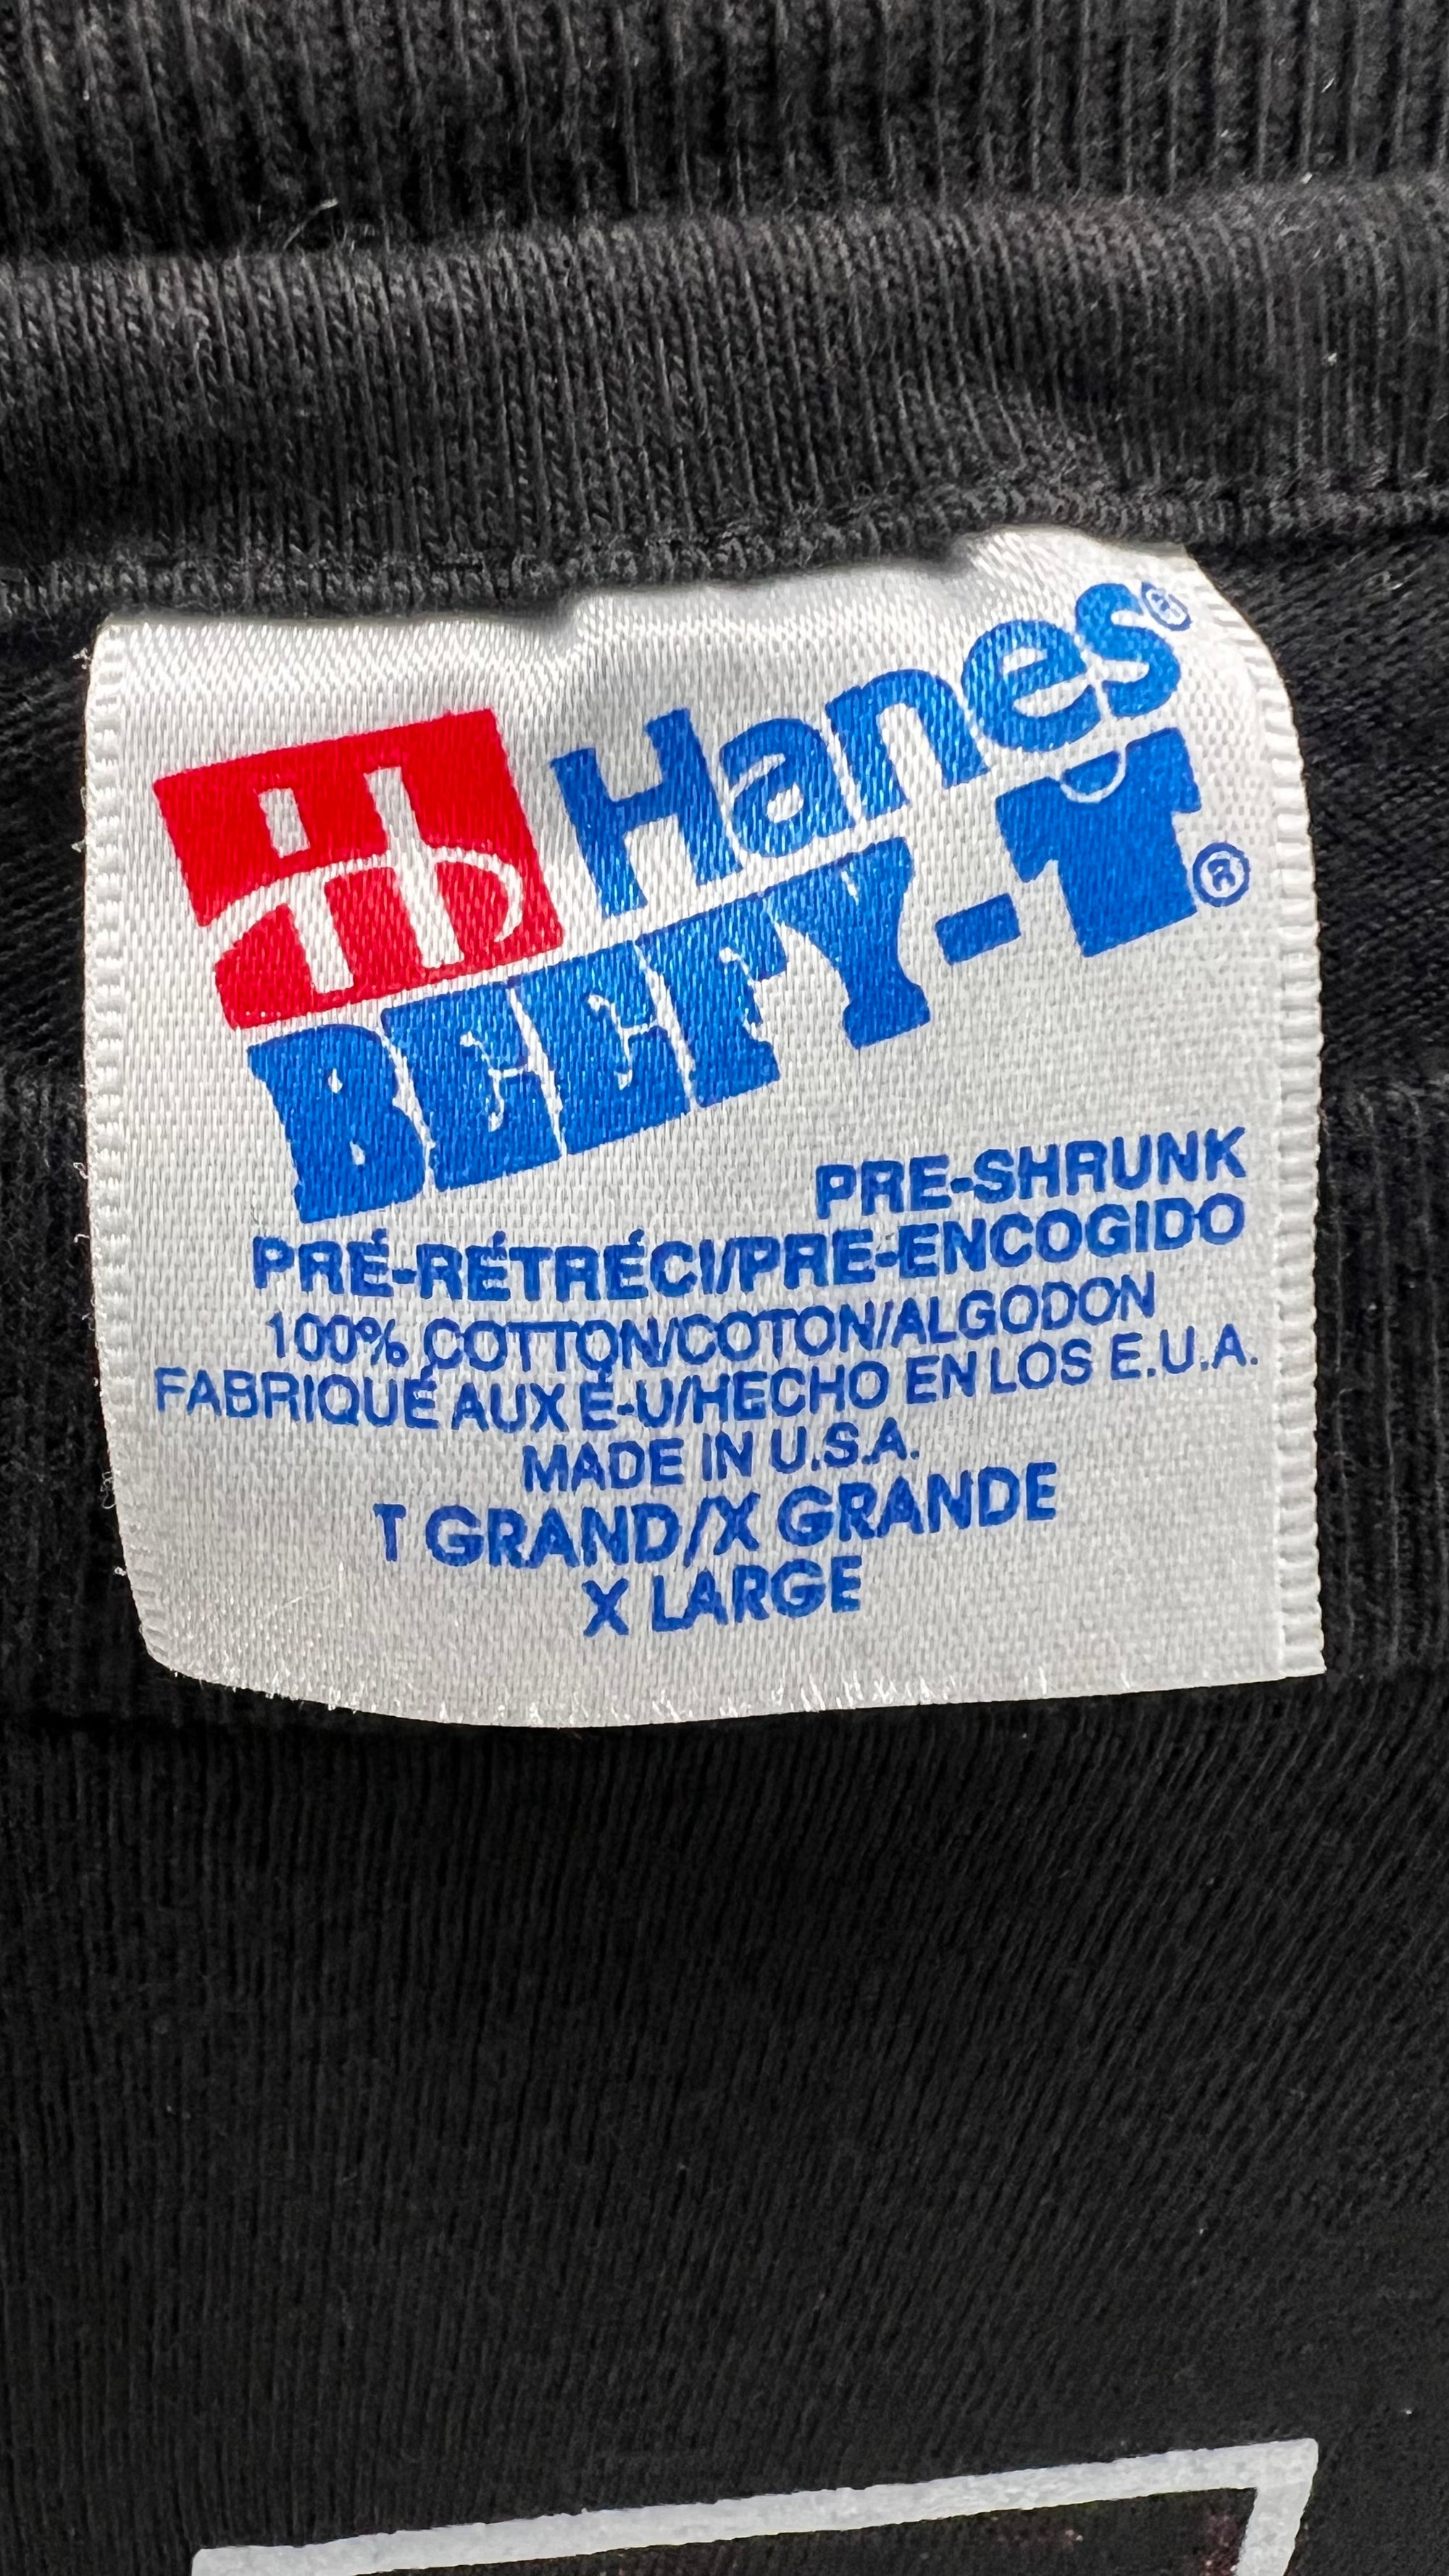 Hanes®
BEEFY-T®
PRE-SHRUNK
PRÉ-RÉTRÉCI/PRE-ENCOGIDO
100% COTTON/COTON/ALGODON
FABRIQUÉ AUX É-U/HECHO EN LOS E.U.A.
MADE IN U.S.A.
T GRAND/X GRANDE
X LARGE